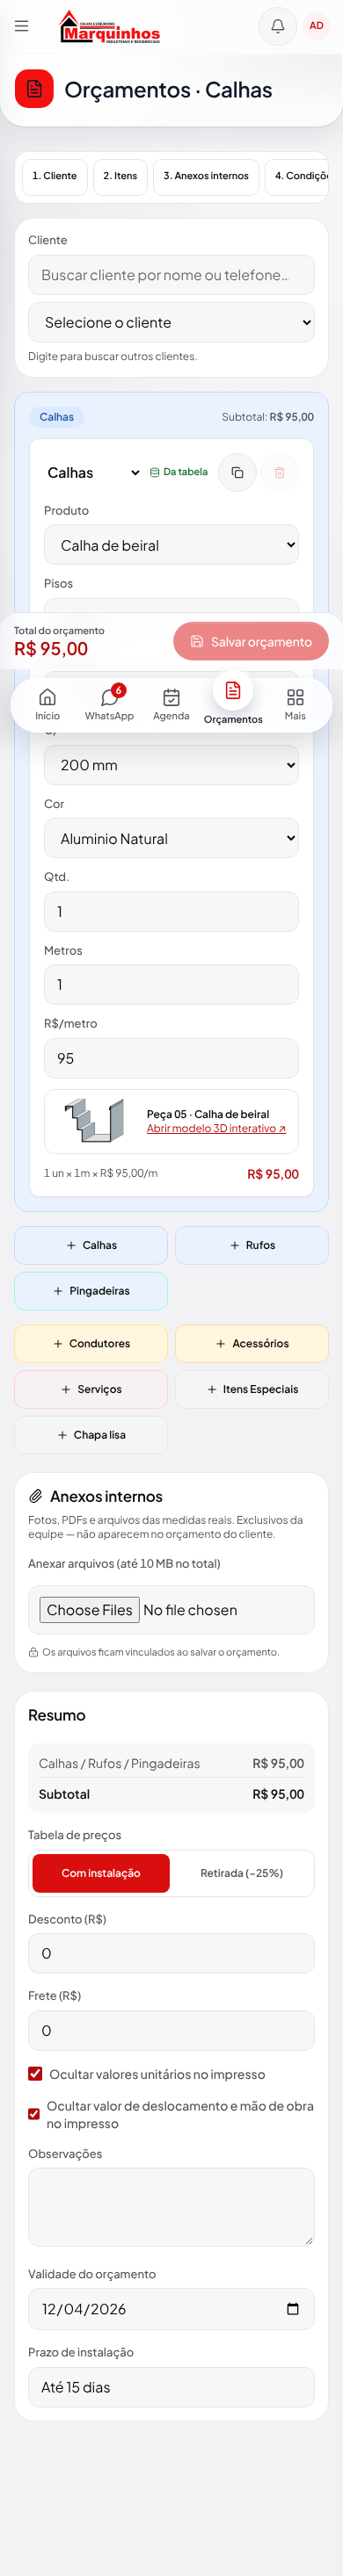 CALHAS E ESQUADRIAS
Marquinhos
INDUSTRIAIS E RESIDENCIAIS
AD
Orçamentos · Calhas
1. Cliente
2. Itens
3. Anexos internos
4. Condiçõe
Cliente
Buscar cliente por nome ou telefone...
Selecione o cliente
Digite para buscar outros clientes.
Calhas
Subtotal: R$ 95,00
Calhas
Da tabela
Produto
Calha de beiral
Pisos
Total do orçamento
R$ 95,00
Salvar orçamento
Início
6
WhatsApp
Agenda
Orçamentos
Mais
200 mm
Cor
Aluminio Natural
Qtd.
1
Metros
1
R$/metro
95
Peça 05 · Calha de beiral
Abrir modelo 3D interativo ↗
1 un × 1m × R$ 95,00/m
R$ 95,00
+ Calhas
+ Rufos
+ Pingadeiras
+ Condutores
+ Acessórios
+ Serviços
+ Itens Especiais
+ Chapa lisa
Anexos internos
Fotos, PDFs e arquivos das medidas reais. Exclusivos da
equipe — não aparecem no orçamento do cliente.
Anexar arquivos (até 10 MB no total)
Choose Files No file chosen
Os arquivos ficam vinculados ao salvar o orçamento.
Resumo
Calhas / Rufos / Pingadeiras
R$ 95,00
Subtotal
R$ 95,00
Tabela de preços
Com instalação
Retirada (−25%)
Desconto (R$)
0
Frete (R$)
0
Ocultar valores unitários no impresso
Ocultar valor de deslocamento e mão de obra
no impresso
Observações
Validade do orçamento
12/04/2026
Prazo de instalação
Até 15 dias